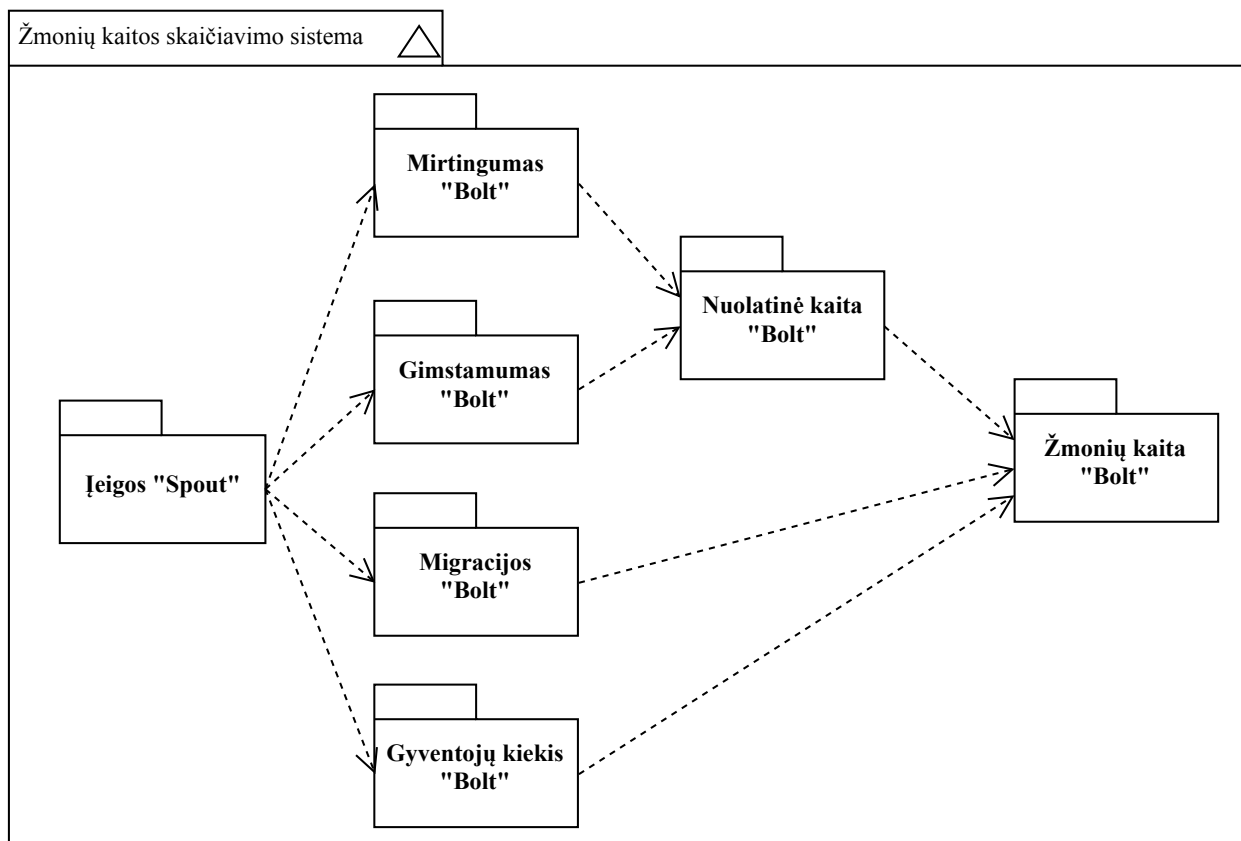 Žmonių kaitos skaičiavimo sistema
Mirtingumas
"Bolt"
Nuolatinė kaita
"Bolt"
Gimstamumas
"Bolt"
Žmonių kaita
"Bolt"
Įeigos "Spout"
Migracijos
"Bolt"
Gyventojų kiekis
"Bolt"